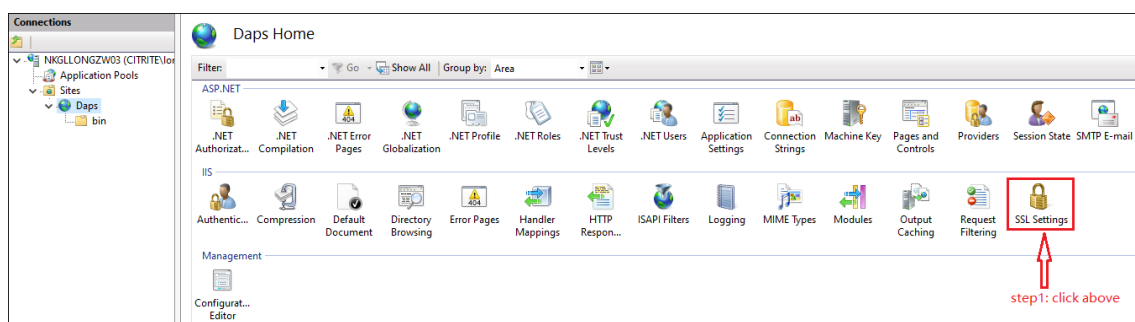 Connections
Daps Home
NKGLLONGZW03 (CITRITE\lor
Application Pools
Sites
Daps
bin
Filter:
Go
Show All
Group by: Area
ASP.NET
.NET Authorizat...
.NET Compilation
.NET Error Pages
.NET Globalization
.NET Profile
.NET Roles
.NET Trust Levels
.NET Users
Application Settings
Connection Strings
Machine Key
Pages and Controls
Providers
Session State
SMTP E-mail
IIS
Authentic...
Compression
Default Document
Directory Browsing
Error Pages
Handler Mappings
HTTP Respon...
ISAPI Filters
Logging
MIME Types
Modules
Output Caching
Request Filtering
SSL Settings
Management
Configurat... Editor
step1: click above
404
ab
404